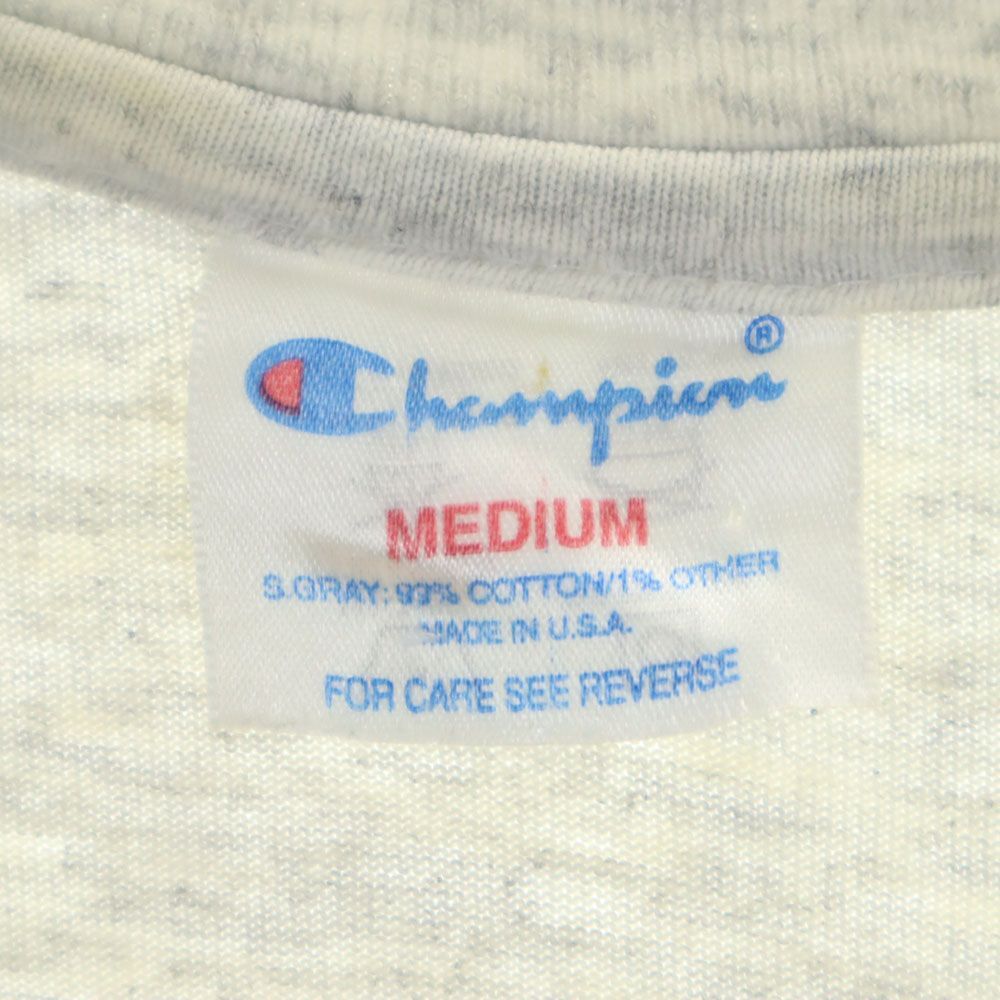 Champion®
MEDIUM
S.GRAY: 99% COTTON/1% OTHER
MADE IN U.S.A.
FOR CARE SEE REVERSE